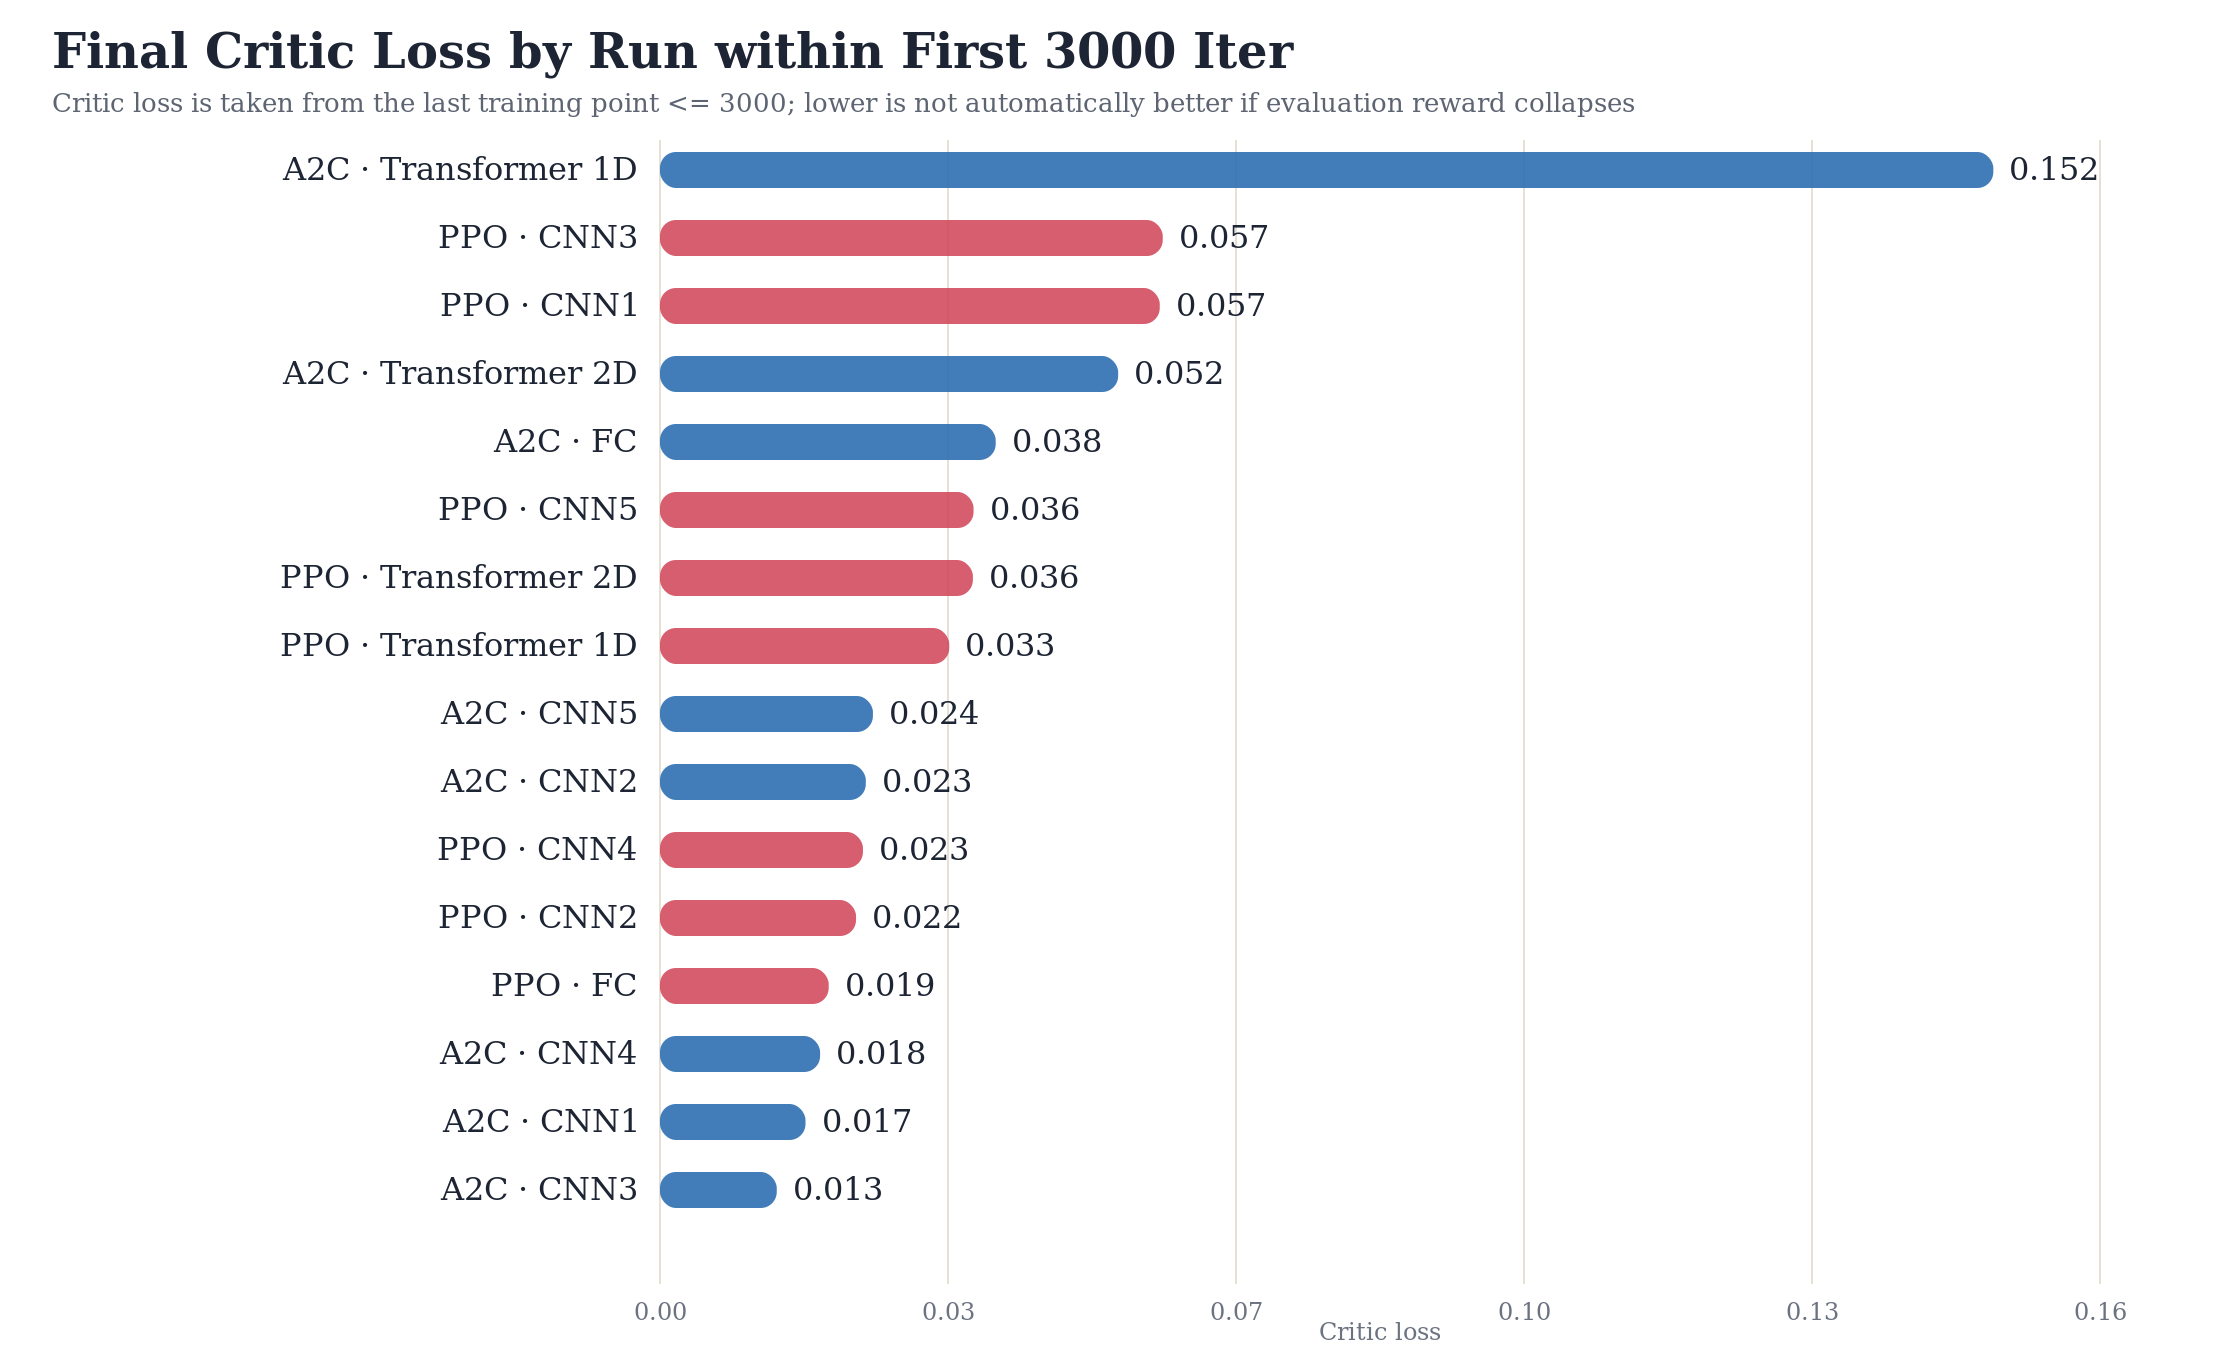 Final Critic Loss by Run within First 3000 Iter
Critic loss is taken from the last training point <= 3000; lower is not automatically better if evaluation reward collapses
A2C · Transformer 1D 0.152
PPO · CNN3 0.057
PPO · CNN1 0.057
A2C · Transformer 2D 0.052
A2C · FC 0.038
PPO · CNN5 0.036
PPO · Transformer 2D 0.036
PPO · Transformer 1D 0.033
A2C · CNN5 0.024
A2C · CNN2 0.023
PPO · CNN4 0.023
PPO · CNN2 0.022
PPO · FC 0.019
A2C · CNN4 0.018
A2C · CNN1 0.017
A2C · CNN3 0.013
0.00 0.03 0.07 0.10 0.13 0.16
Critic loss